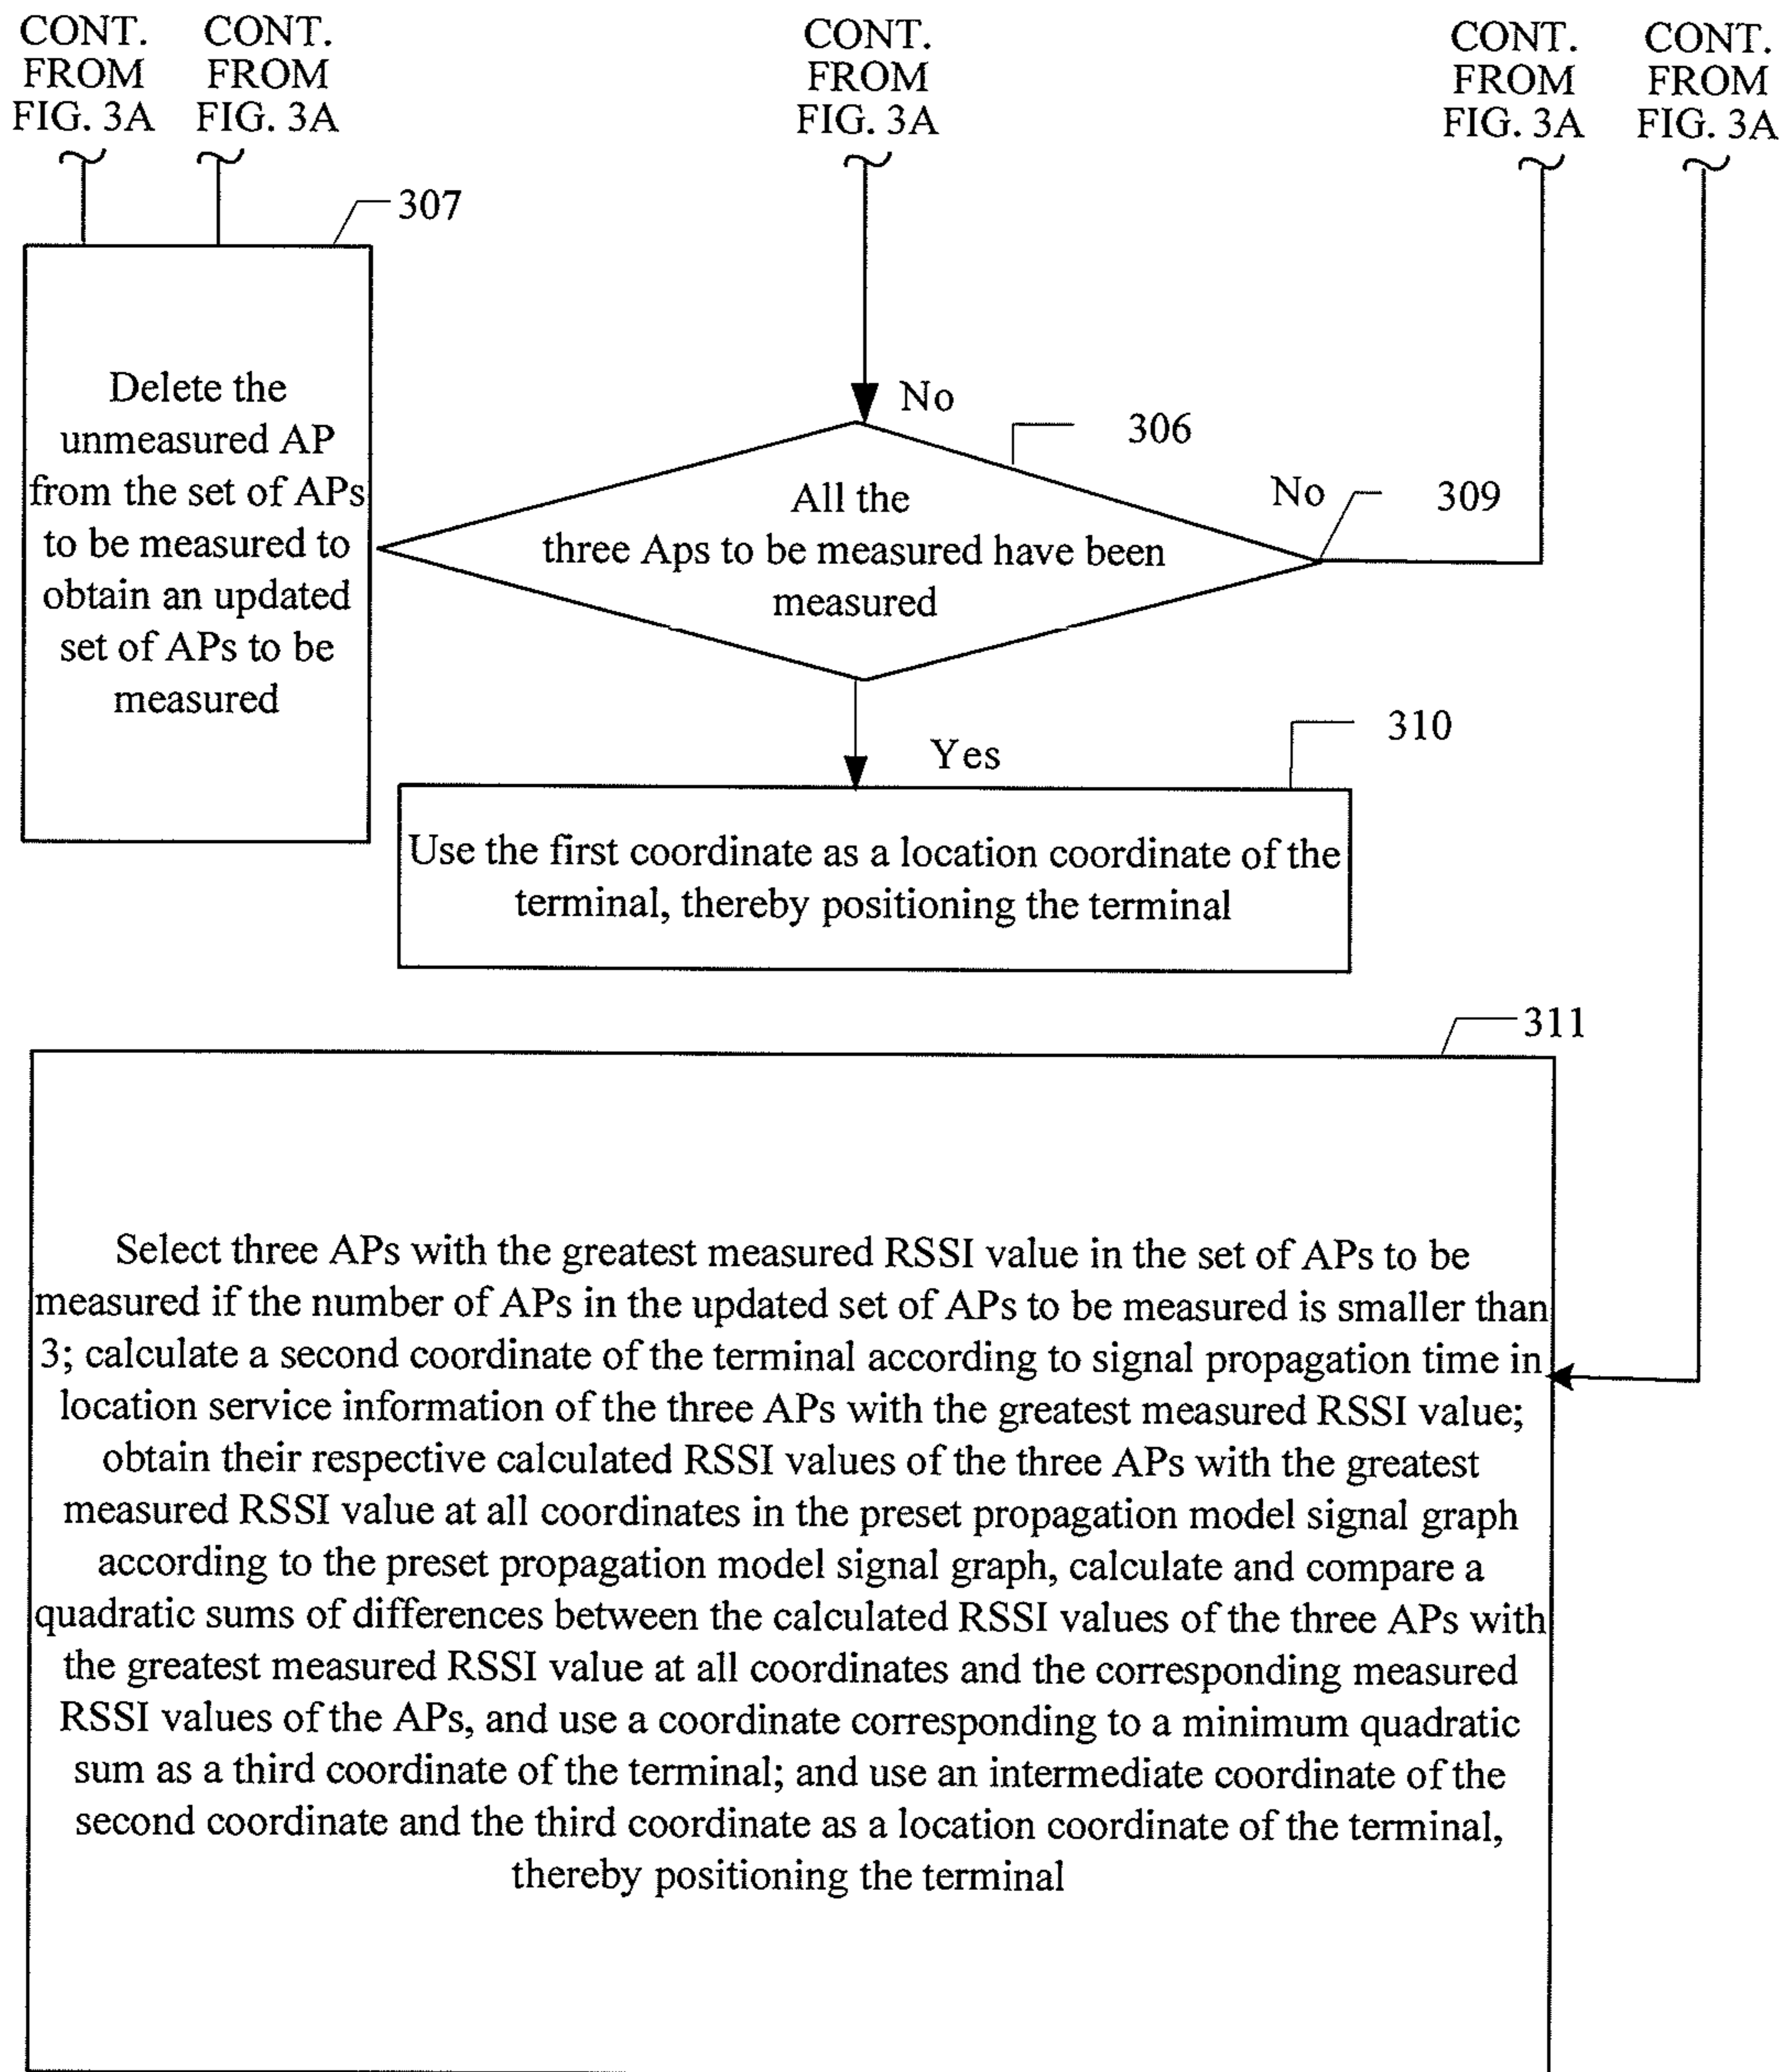 CONT.
FROM
FIG. 3A
CONT.
FROM
FIG. 3A
CONT.
FROM
FIG. 3A
CONT.
FROM
FIG. 3A
CONT.
FROM
FIG. 3A
307
Delete the
unmeasured AP
from the set of APs
to be measured to
obtain an updated
set of APs to be
measured
No
306
All the
three Aps to be measured have been
measured
No
309
Yes
310
Use the first coordinate as a location coordinate of the
terminal, thereby positioning the terminal
311
Select three APs with the greatest measured RSSI value in the set of APs to be
measured if the number of APs in the updated set of APs to be measured is smaller than
3; calculate a second coordinate of the terminal according to signal propagation time in
location service information of the three APs with the greatest measured RSSI value;
obtain their respective calculated RSSI values of the three APs with the greatest
measured RSSI value at all coordinates in the preset propagation model signal graph
according to the preset propagation model signal graph, calculate and compare a
quadratic sums of differences between the calculated RSSI values of the three APs with
the greatest measured RSSI value at all coordinates and the corresponding measured
RSSI values of the APs, and use a coordinate corresponding to a minimum quadratic
sum as a third coordinate of the terminal; and use an intermediate coordinate of the
second coordinate and the third coordinate as a location coordinate of the terminal,
thereby positioning the terminal